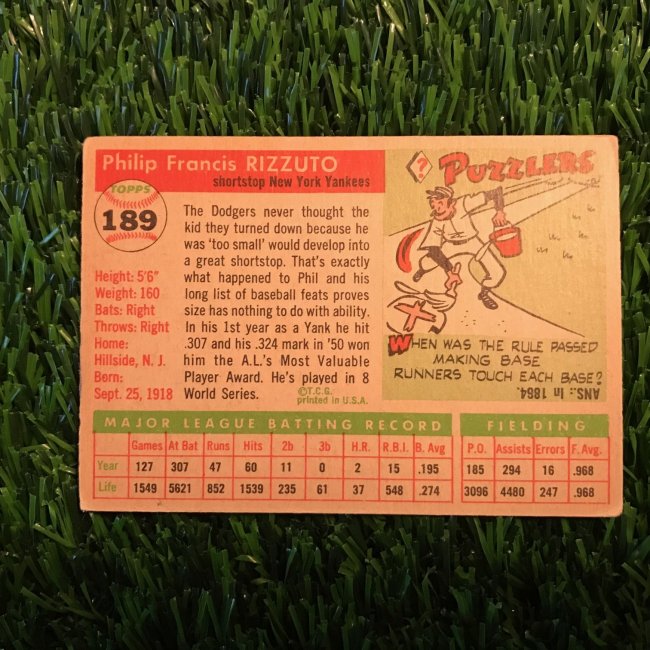 Philip Francis RIZZUTO
shortstop New York Yankees
TOPPS
189
Height: 5'6"
Weight: 160
Bats: Right
Throws: Right
Home:
Hillside, N. J.
Born:
Sept. 25, 1918
The Dodgers never thought the
kid they turned down because he
was 'too small' would develop into
a great shortstop. That's exactly
what happened to Phil and his
long list of baseball feats proves
size has nothing to do with ability.
In his 1st year as a Yank he hit
.307 and his .324 mark in '50 won
him the A.L.'s Most Valuable
Player Award. He's played in 8
World Series.
©T.C.G.
printed in U.S.A.
? PUZZLERS
WHEN WAS THE RULE PASSED
MAKING BASE
RUNNERS TOUCH EACH BASE?
ANS.: In 1864.
MAJOR LEAGUE BATTING RECORD FIELDING
Games At Bat Runs Hits 2b 3b H.R. R.B.I. B. Avg P.O. Assists Errors F. Avg.
Year 127 307 47 60 11 0 2 15 .195 185 294 16 .968
Life 1549 5621 852 1539 235 61 37 548 .274 3096 4480 247 .968